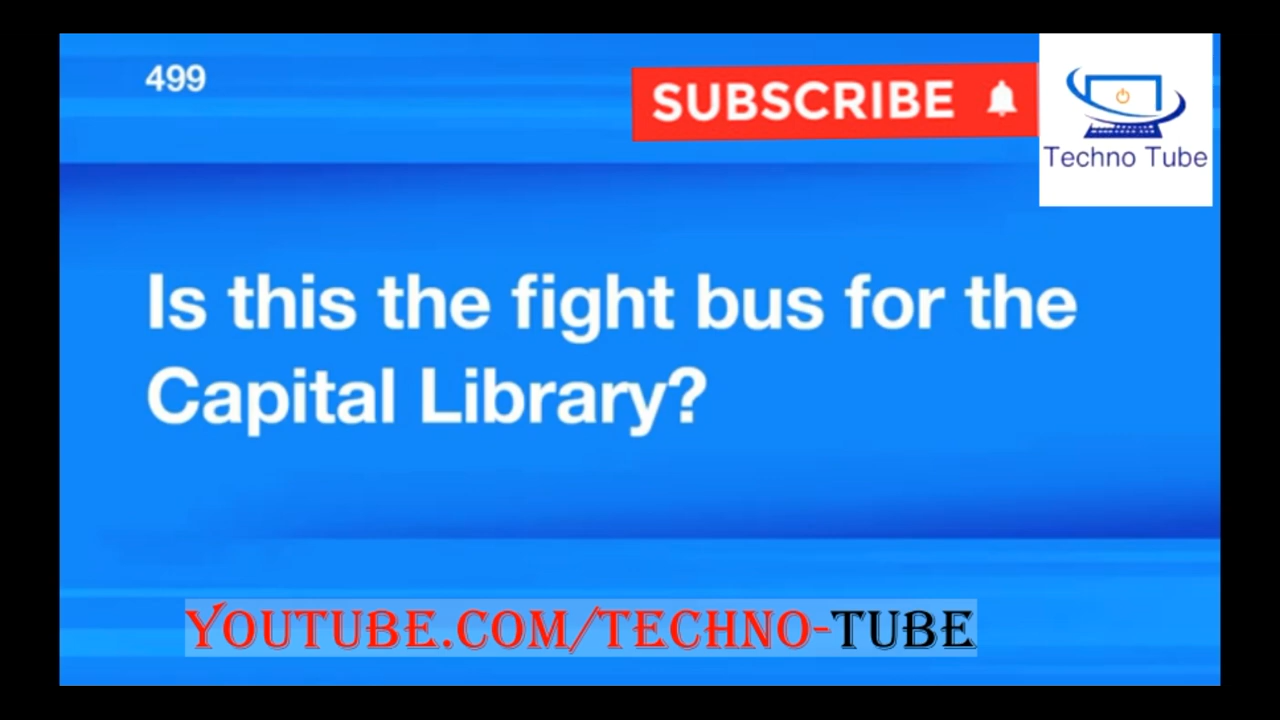 499
SUBSCRIBE
Techno Tube
Is this the fight bus for the
Capital Library?
YOUTUBE.COM/TECHNO-TUBE